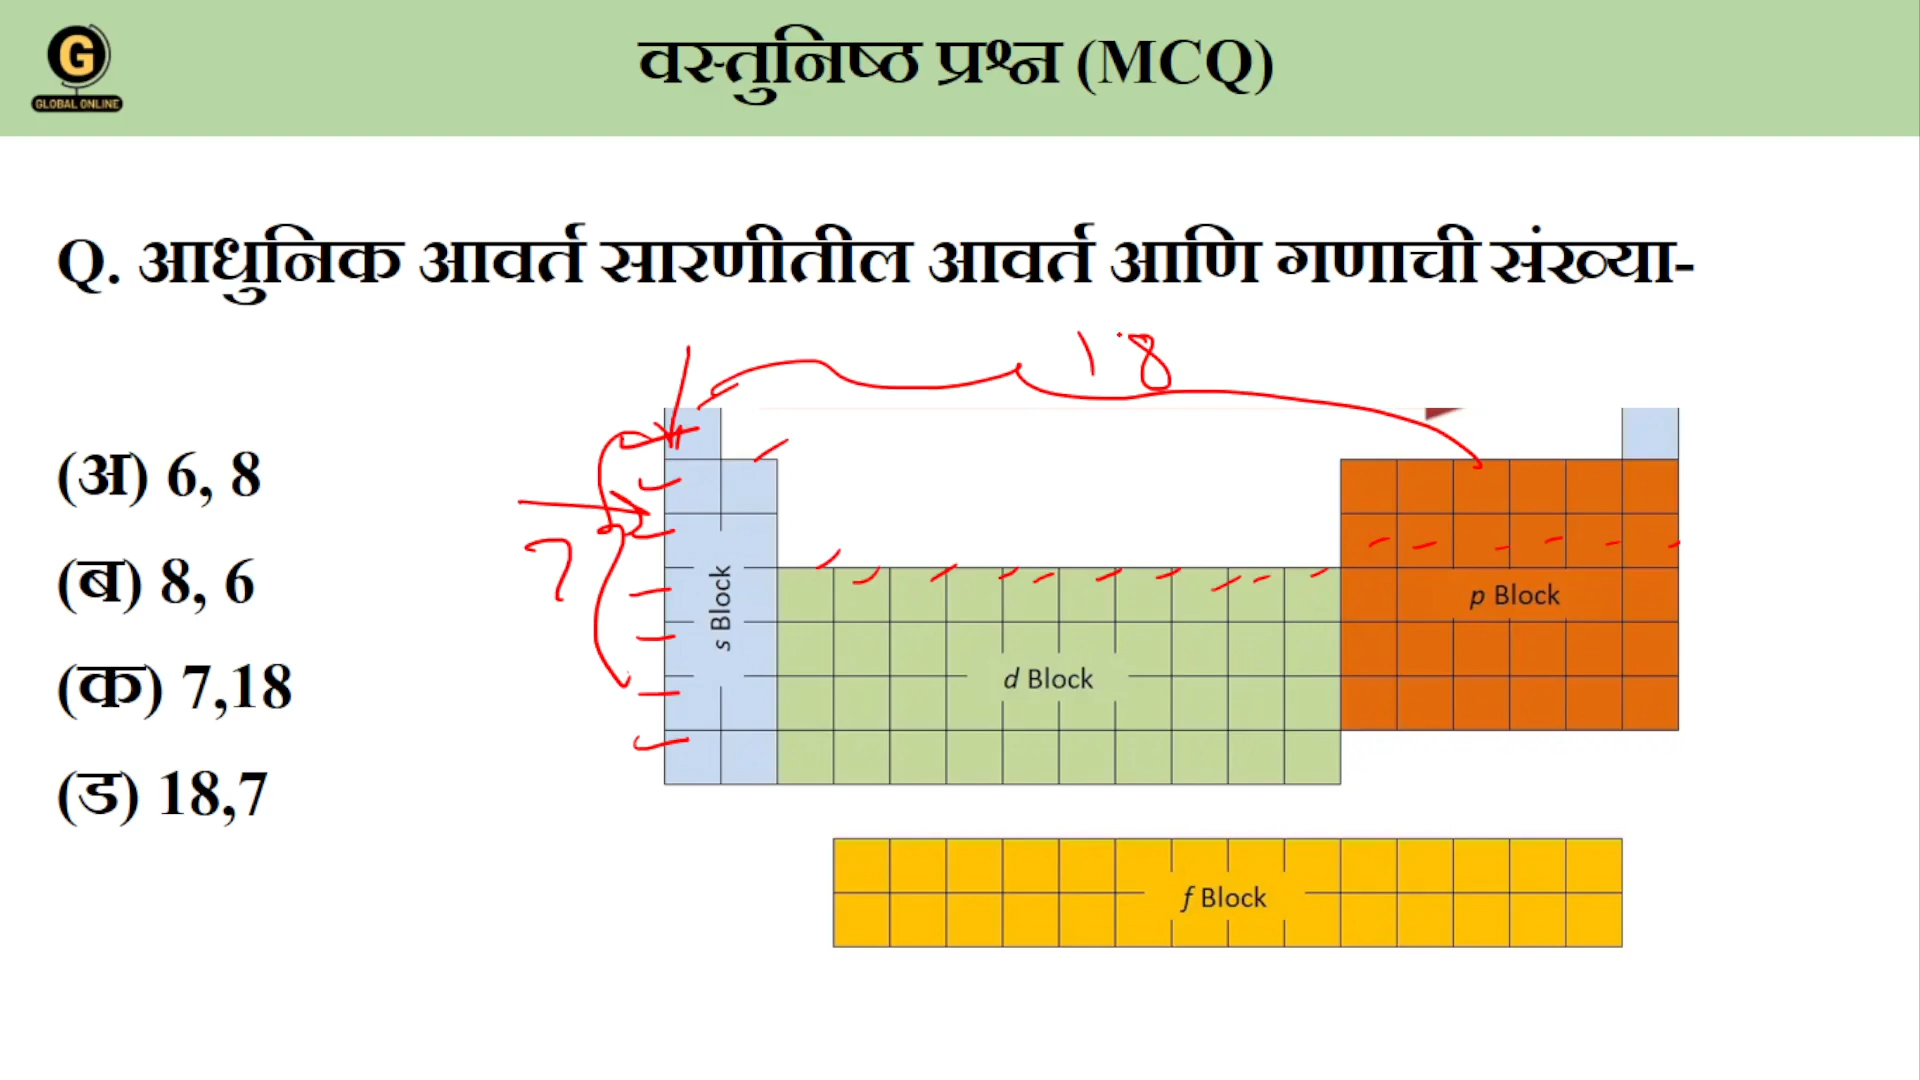 G
GLOBAL ONLINE
वस्तुनिष्ठ प्रश्न (MCQ)
Q. आधुनिक आवर्त सारणीतील आवर्त आणि गणाची संख्या-
18
(अ) 6, 8
(ब) 8, 6
(क) 7,18
(ड) 18,7
7
s Block
d Block
p Block
f Block